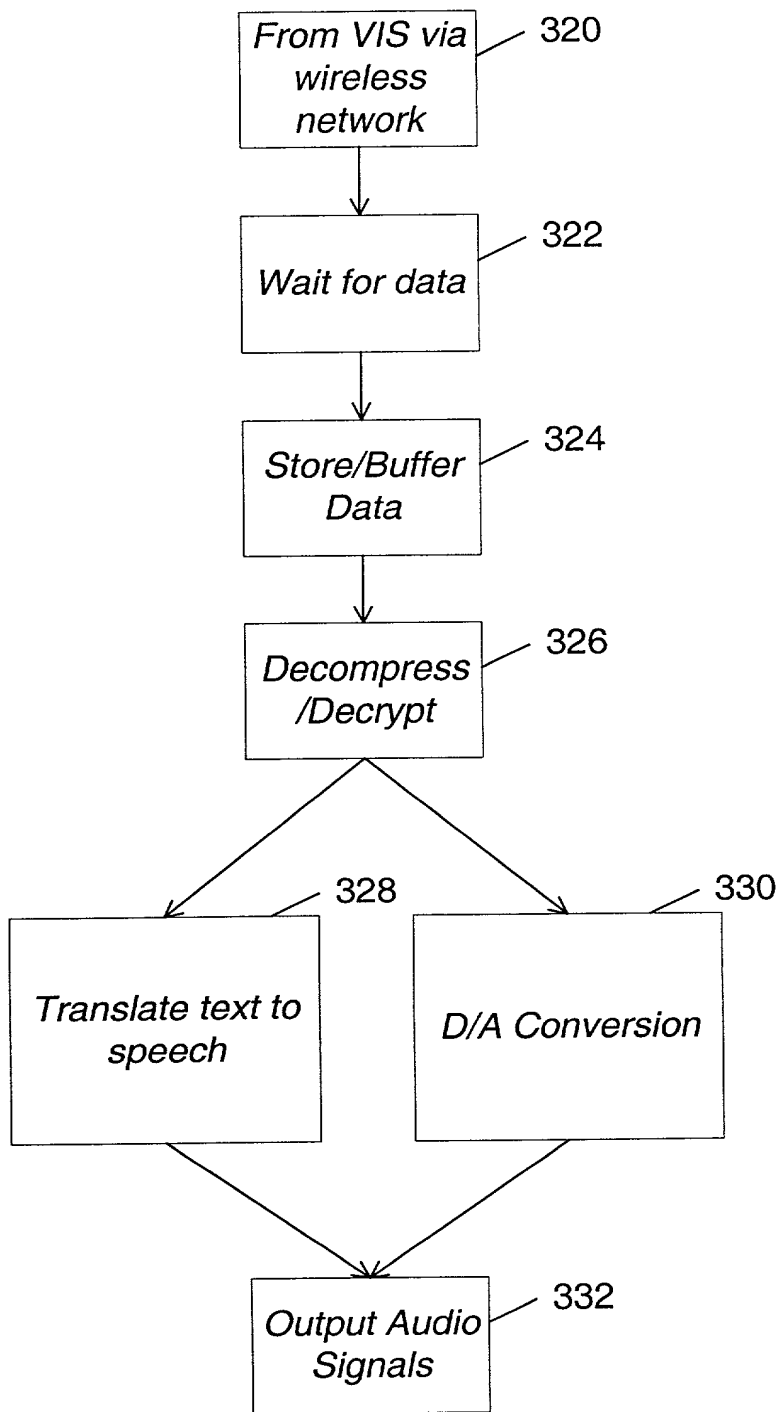 From VIS via
wireless
network
320
Wait for data
322
Store/Buffer
Data
324
Decompress
/Decrypt
326
Translate text to
speech
328
D/A Conversion
330
Output Audio
Signals
332